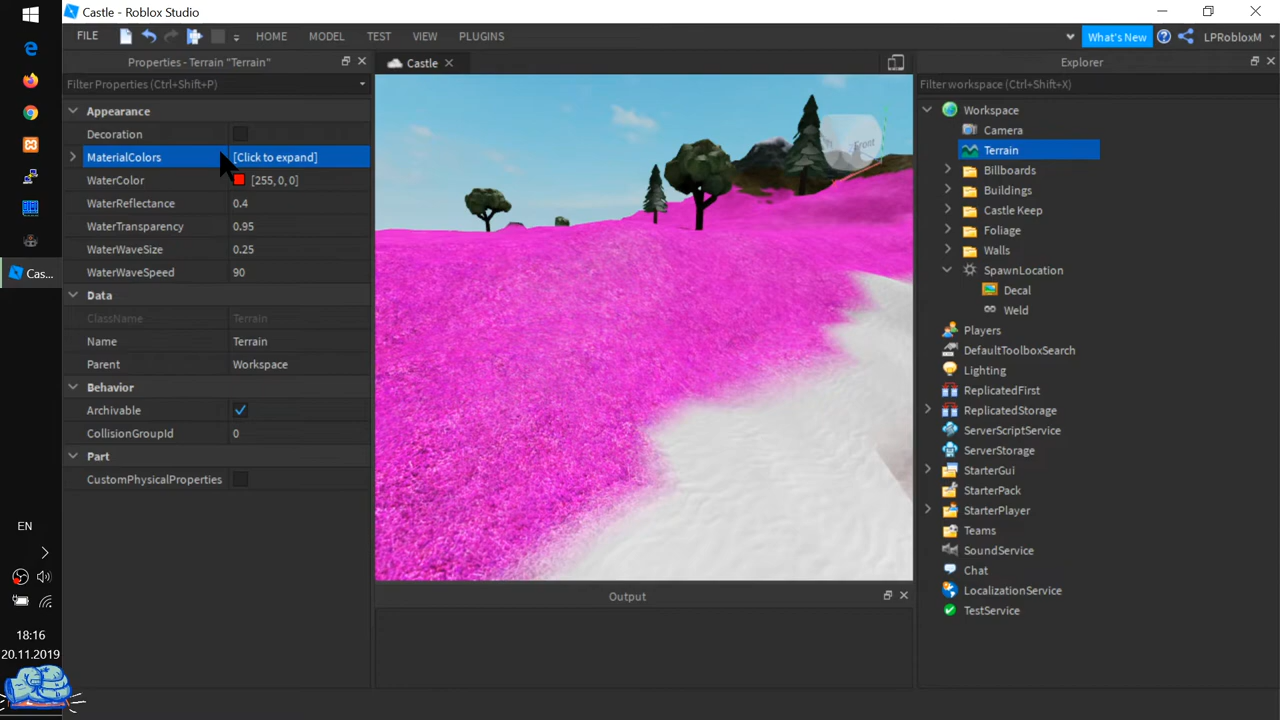 Castle - Roblox Studio
FILE HOME MODEL TEST VIEW PLUGINS What's New LPRobloxM
Properties - Terrain "Terrain"
Filter Properties (Ctrl+Shift+P)
Appearance
Decoration
MaterialColors [Click to expand]
WaterColor [255, 0, 0]
WaterReflectance 0.4
WaterTransparency 0.95
WaterWaveSize 0.25
WaterWaveSpeed 90
Data
ClassName Terrain
Name Terrain
Parent Workspace
Behavior
Archivable
CollisionGroupId 0
Part
CustomPhysicalProperties
Castle
Front
Output
Explorer
Filter workspace (Ctrl+Shift+X)
Workspace
Camera
Terrain
Billboards
Buildings
Castle Keep
Foliage
Walls
SpawnLocation
Decal
Weld
Players
DefaultToolboxSearch
Lighting
ReplicatedFirst
ReplicatedStorage
ServerScriptService
ServerStorage
StarterGui
StarterPack
StarterPlayer
Teams
SoundService
Chat
LocalizationService
TestService
Cas...
EN
18:16
20.11.2019